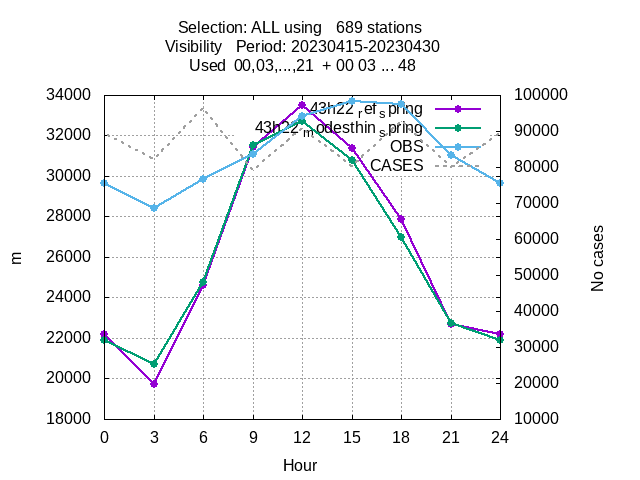 Selection: ALL using   689 stations
Visibility   Period: 20230415-20230430
Used  00,03,...,21  + 00 03 ... 48
34000
32000
30000
28000
26000
24000
22000
20000
18000
m
100000
90000
80000
70000
60000
50000
40000
30000
20000
10000
No cases
43h22_ref_spring
43h22_modesthin_spring
OBS
CASES
0 3 6 9 12 15 18 21 24
Hour